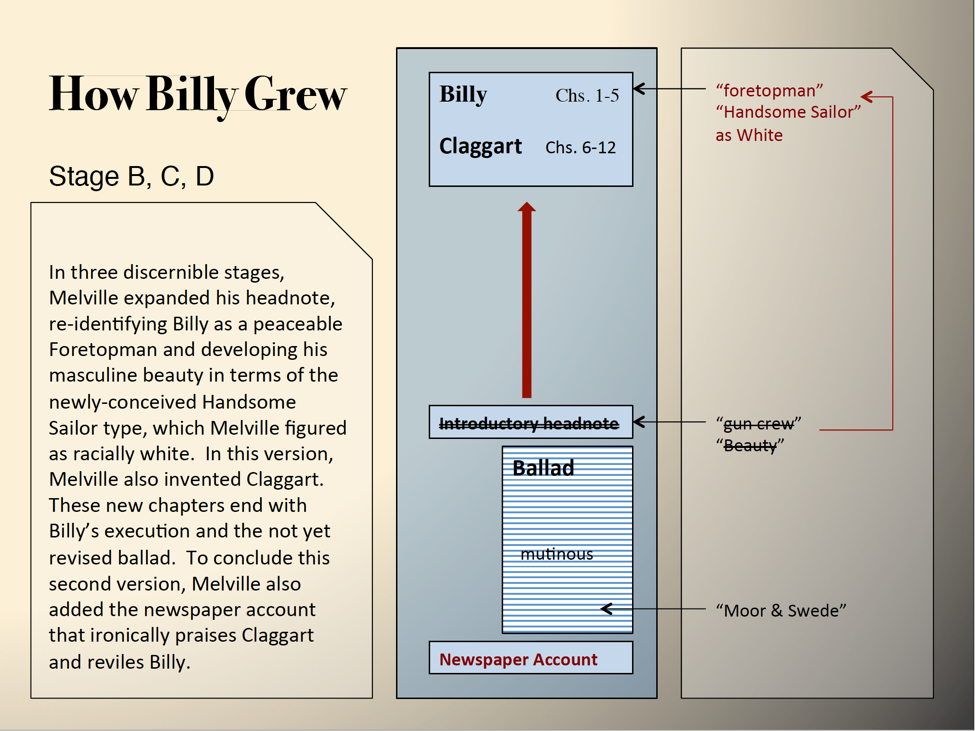 How Billy Grew
Stage B, C, D
In three discernible stages,
Melville expanded his headnote,
re-identifying Billy as a peaceable
Foretopman and developing his
masculine beauty in terms of the
newly-conceived Handsome
Sailor type, which Melville figured
as racially white.  In this version,
Melville also invented Claggart.
These new chapters end with
Billy’s execution and the not yet
revised ballad.  To conclude this
second version, Melville also
added the newspaper account
that ironically praises Claggart
and reviles Billy.
Billy Chs. 1-5
Claggart Chs. 6-12
Introductory headnote
Ballad
mutinous
Newspaper Account
“foretopman”
“Handsome Sailor”
as White
“gun crew”
“Beauty”
“Moor & Swede”